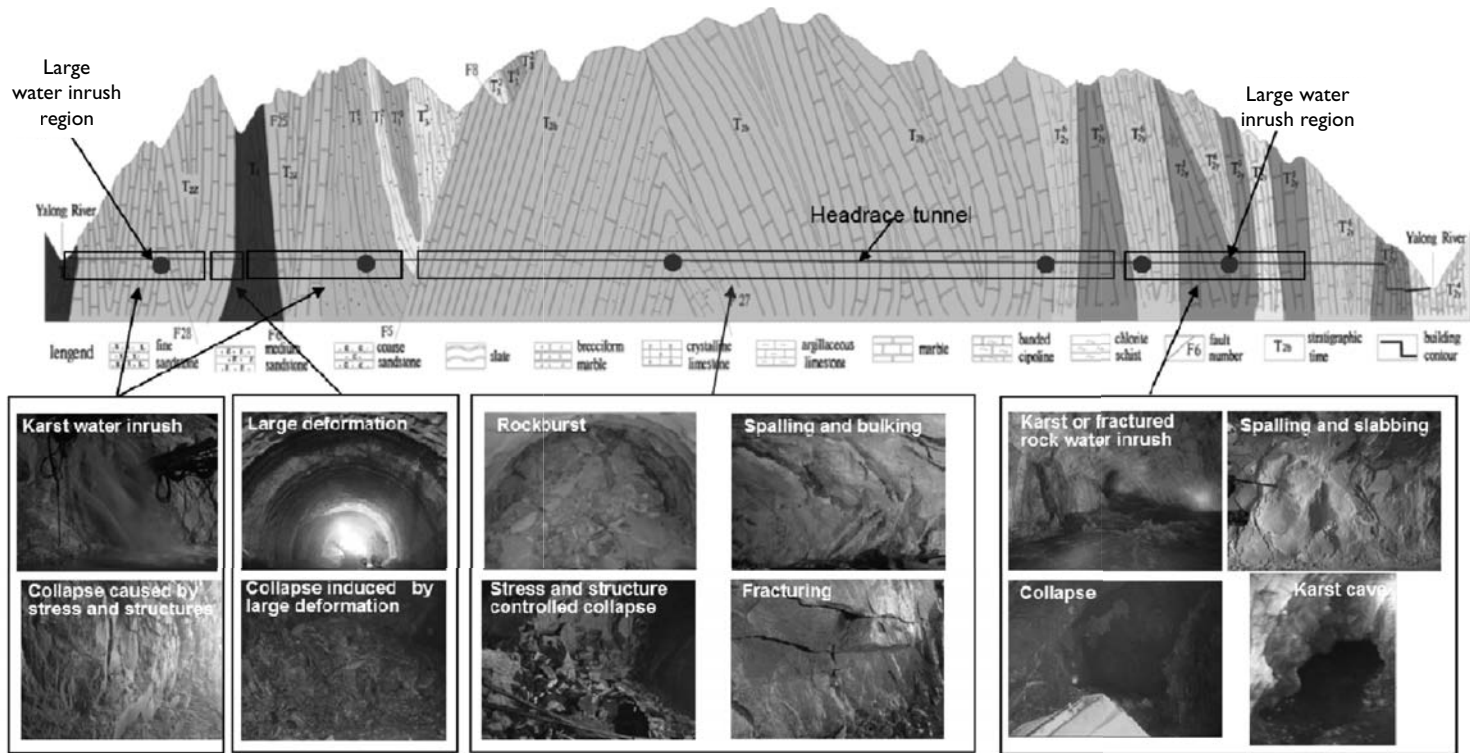 Large
water inrush
region
Large water
inrush region
F8
F25
T2b
T2b
Yalong River
Headrace tunnel
Yalong River
F28
F5
27
lengend
fine
sandstone
medium
sandstone
coarse
sandstone
slate
brecciform
marble
crystalline
limestone
argillaceous
limestone
marble
banded
cipoline
chlorite
schist
F6
fault
number
T2b
stratigraphic
time
building
contour
Karst water inrush
Large deformation
Rockburst
Spalling and bulking
Karst or fractured
rock water inrush
Spalling and slabbing
Collapse caused by
stress and structures
Collapse induced by
large deformation
Stress and structure
controlled collapse
Fracturing
Collapse
Karst cave